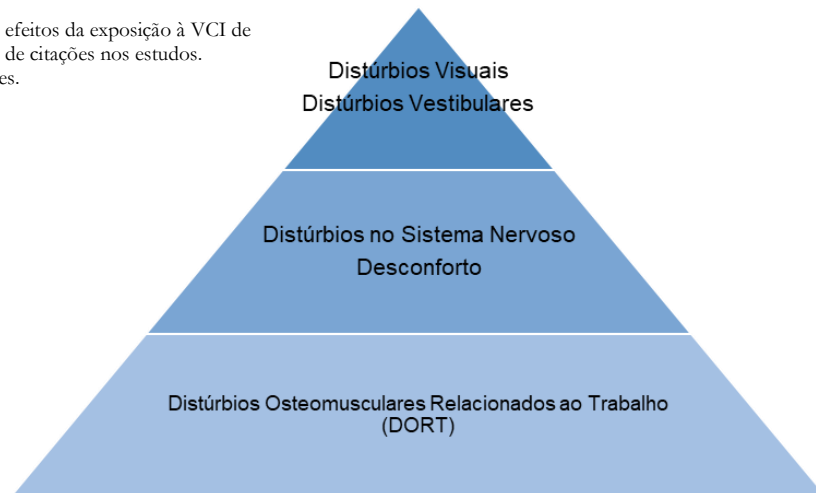 efeitos da exposição à VCI de
de citações nos estudos.
es.
Distúrbios Visuais
Distúrbios Vestibulares
Distúrbios no Sistema Nervoso
Desconforto
Distúrbios Osteomusculares Relacionados ao Trabalho
(DORT)